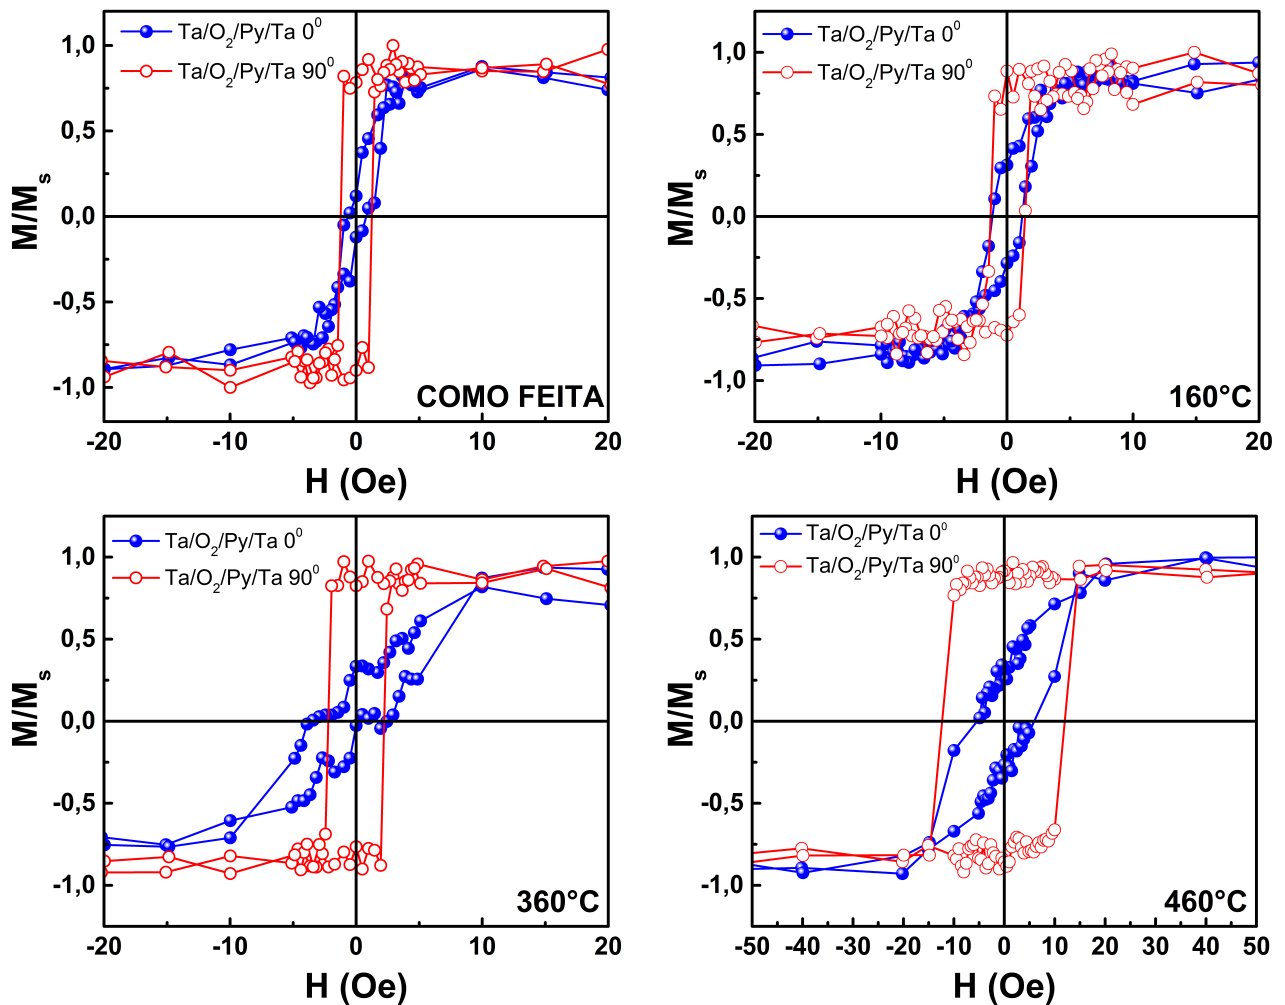 Ta/O₂/Py/Ta 0⁰
Ta/O₂/Py/Ta 90⁰
1,0
0,5
0,0
-0,5
-1,0
M/Mₛ
COMO FEITA
-20 -10 0 10 20
H (Oe)
Ta/O₂/Py/Ta 0⁰
Ta/O₂/Py/Ta 90⁰
1,0
0,5
0,0
-0,5
-1,0
M/Mₛ
160°C
-20 -10 0 10 20
H (Oe)
Ta/O₂/Py/Ta 0⁰
Ta/O₂/Py/Ta 90⁰
1,0
0,5
0,0
-0,5
-1,0
M/Mₛ
360°C
-20 -10 0 10 20
H (Oe)
Ta/O₂/Py/Ta 0⁰
Ta/O₂/Py/Ta 90⁰
1,0
0,5
0,0
-0,5
-1,0
M/Mₛ
460°C
-50 -40 -30 -20 -10 0 10 20 30 40 50
H (Oe)